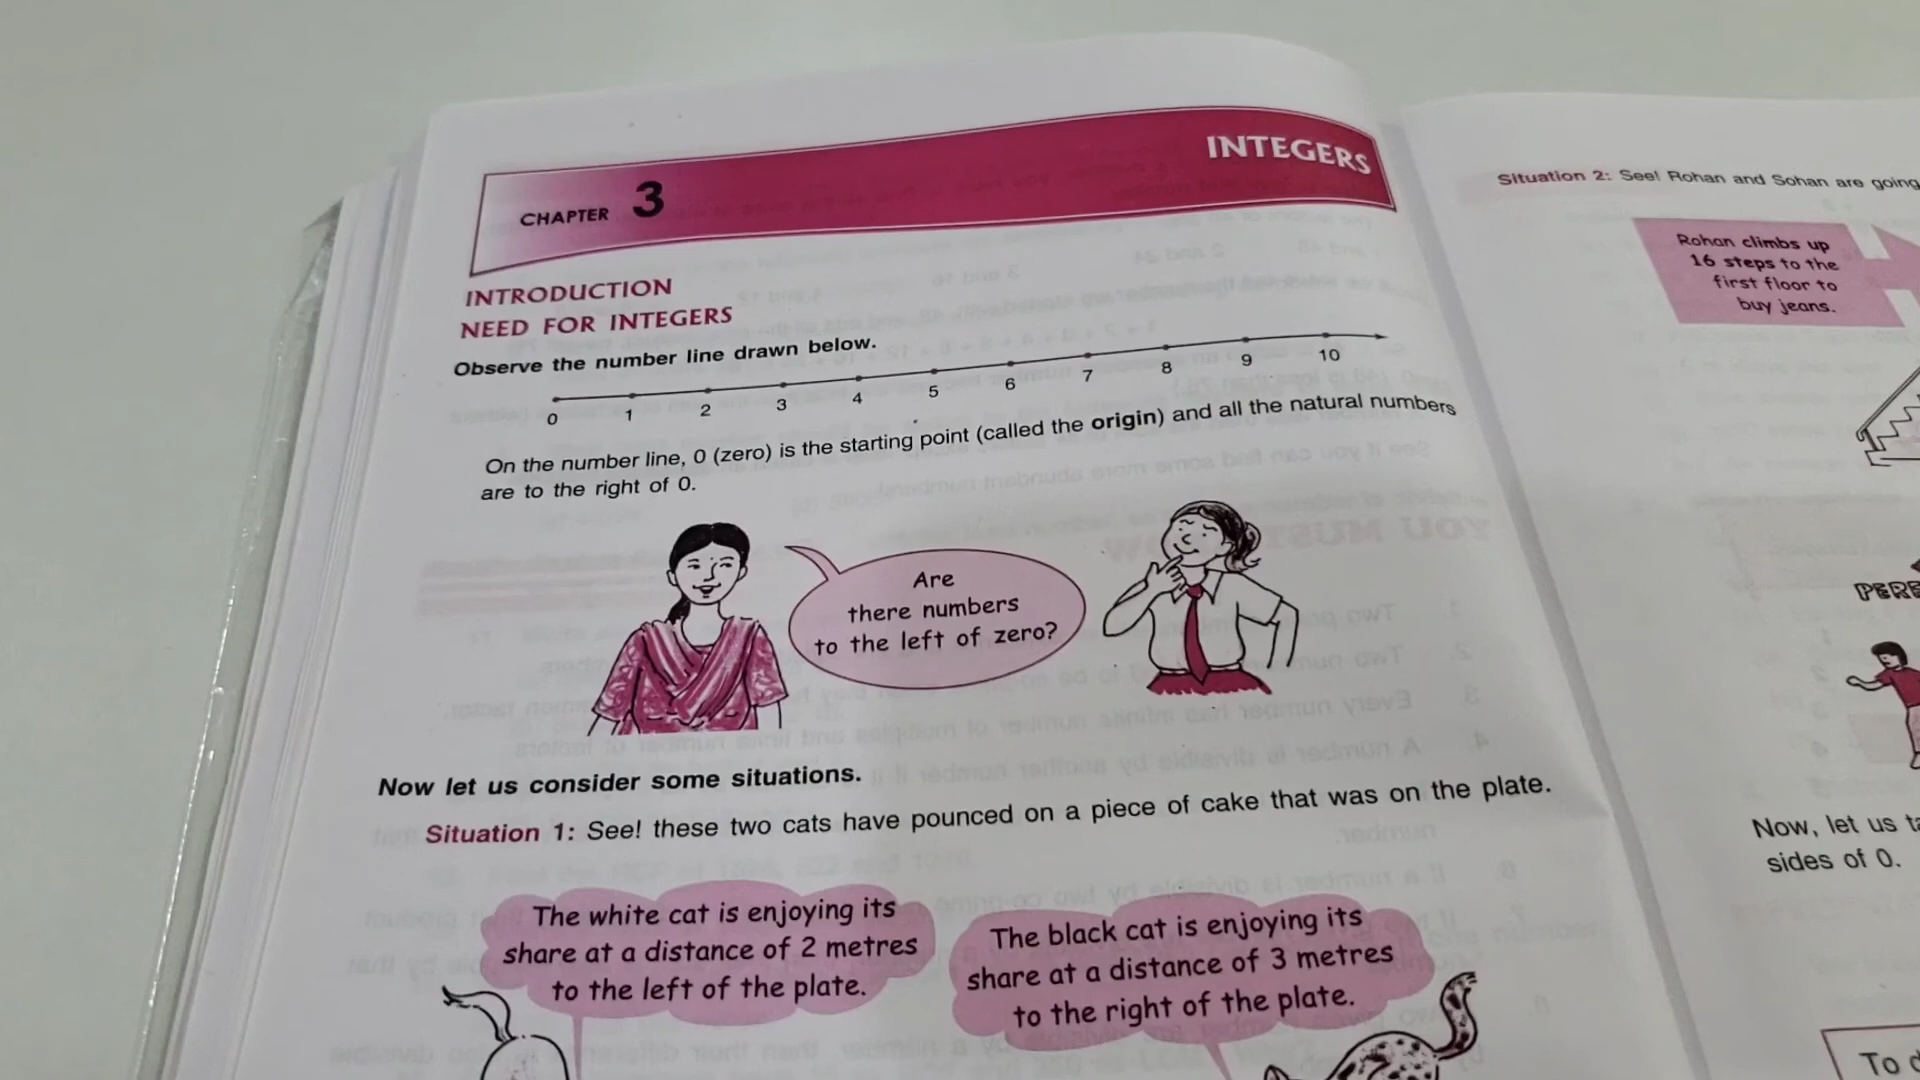 CHAPTER 3
INTEGERS
INTRODUCTION
NEED FOR INTEGERS
Observe the number line drawn below.
0 1 2 3 4 5 6 7 8 9 10
On the number line, 0 (zero) is the starting point (called the origin) and all the natural numbers
are to the right of 0.
Are
there numbers
to the left of zero?
Now let us consider some situations.
Situation 1: See! these two cats have pounced on a piece of cake that was on the plate.
The white cat is enjoying its
share at a distance of 2 metres
to the left of the plate.
The black cat is enjoying its
share at a distance of 3 metres
to the right of the plate.
Situation 2: See! Rohan and Sohan are going
Rohan climbs up
16 steps to the
first floor to
buy jeans.
Now, let us
sides of 0.
To